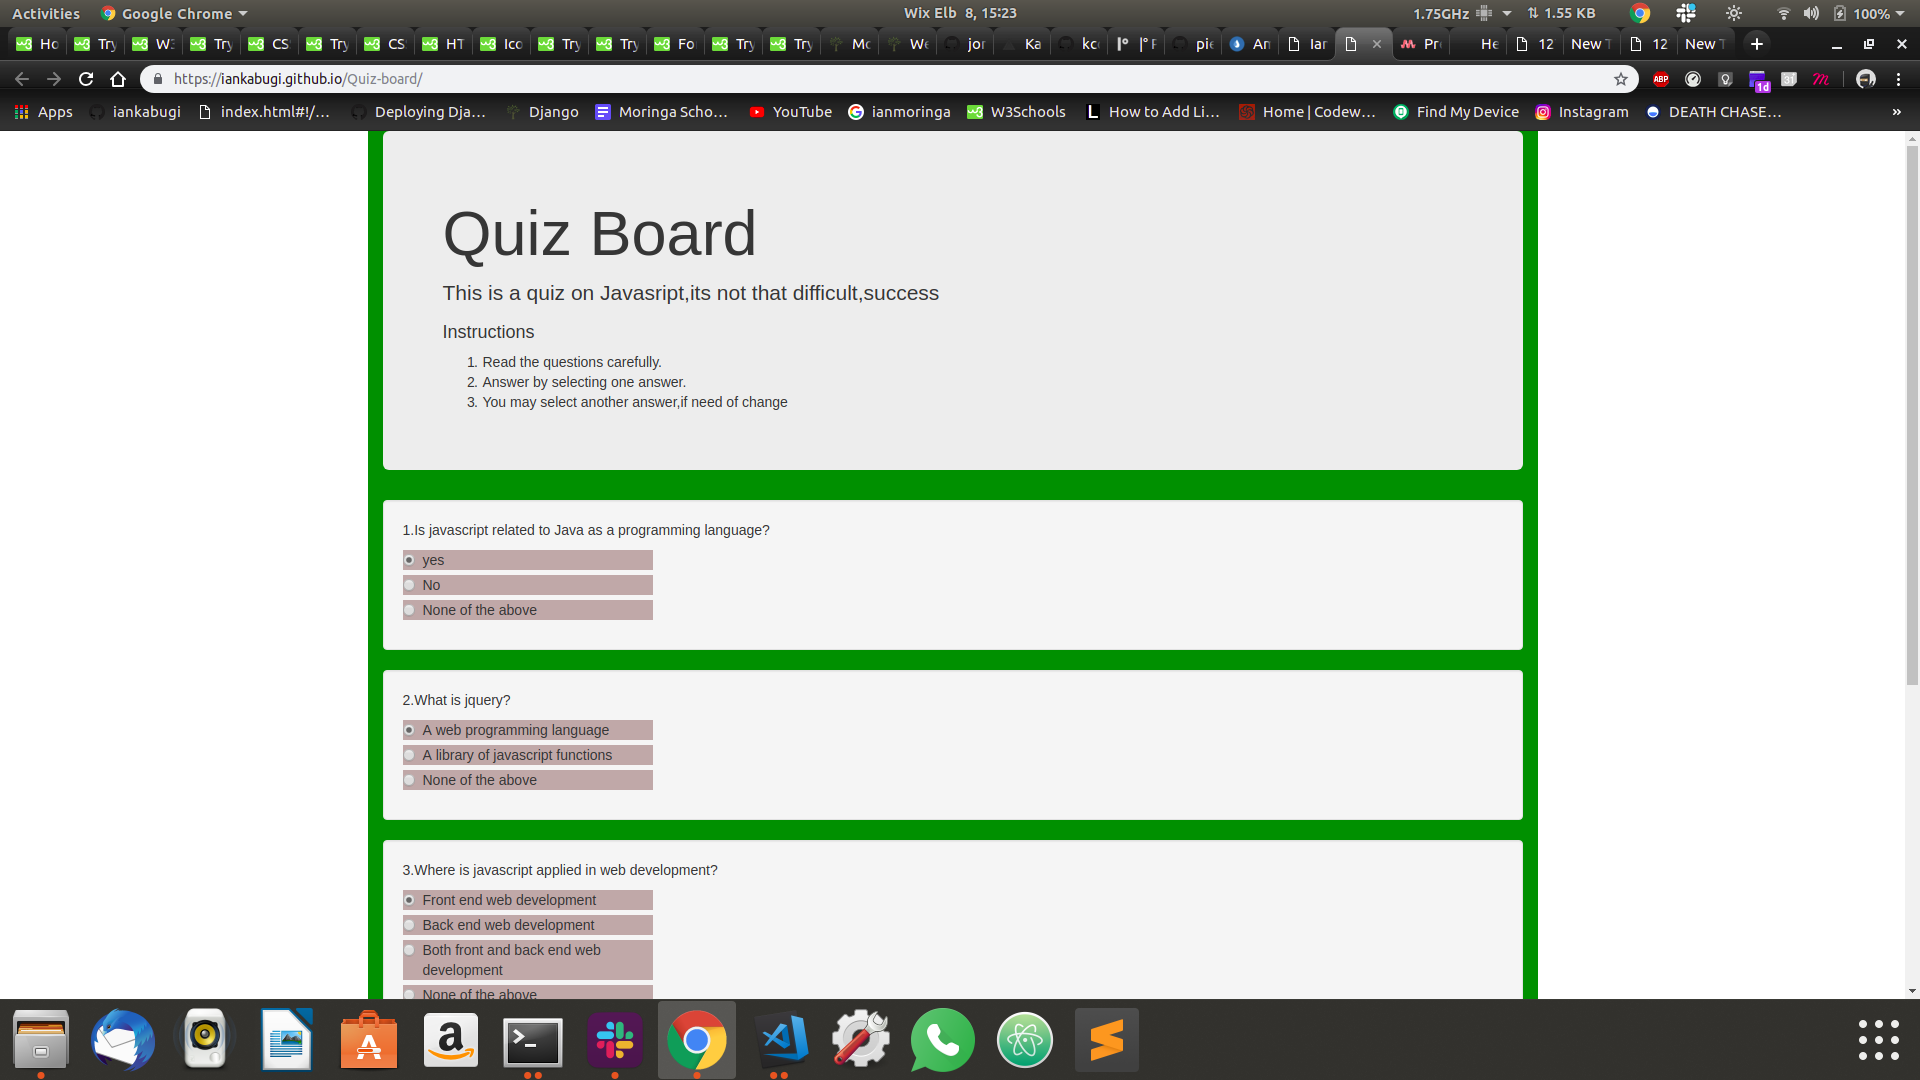 Activities Google Chrome Wix Elb 8, 15:23 1.75GHz 1.55 KB 100%
Ho Try W3 Try CS Try CS HT Ico Try Try Fo Try Try Mo We jor Ka kc |° F pie An Ian Pr He 12 New T 12 New T
https://iankabugi.github.io/Quiz-board/ ABP 31 1d
Apps iankabugi index.html#!/... Deploying Dja... Django Moringa Scho... YouTube ianmoringa W3Schools How to Add Li... Home | Codew... Find My Device Instagram DEATH CHASE... »
Quiz Board
This is a quiz on Javasript,its not that difficult,success
Instructions
1. Read the questions carefully.
2. Answer by selecting one answer.
3. You may select another answer,if need of change
1.Is javascript related to Java as a programming language?
yes
No
None of the above
2.What is jquery?
A web programming language
A library of javascript functions
None of the above
3.Where is javascript applied in web development?
Front end web development
Back end web development
Both front and back end web
development
None of the above